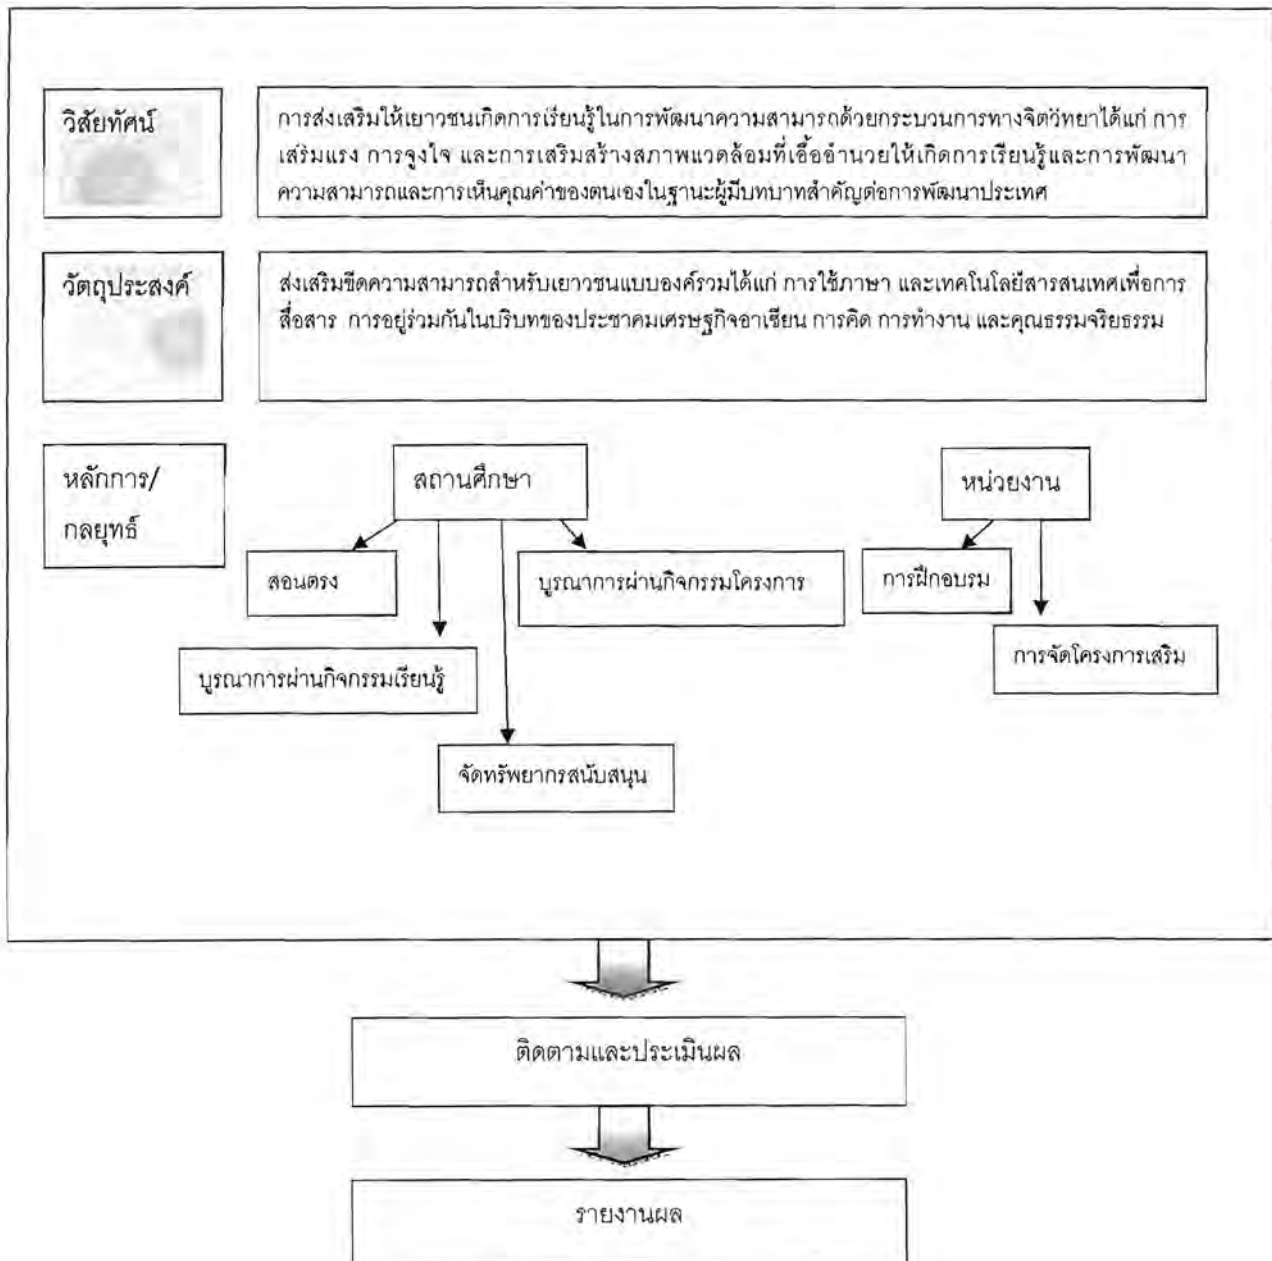 วิสัยทัศน์
การส่งเสริมให้เยาวชนเกิดการเรียนรู้ในการพัฒนาความสามารถด้วยกระบวนการทางจิตวิทยาได้แก่ การ
เสริมแรง การจูงใจ และการเสริมสร้างสภาพแวดล้อมที่เอื้ออำนวยให้เกิดการเรียนรู้และการพัฒนา
ความสามารถและการเห็นคุณค่าของตนเองในฐานะผู้มีบทบาทสำคัญต่อการพัฒนาประเทศ
วัตถุประสงค์
ส่งเสริมขีดความสามารถสำหรับเยาวชนแบบองค์รวมได้แก่ การใช้ภาษา และเทคโนโลยีสารสนเทศเพื่อการ
สื่อสาร การอยู่ร่วมกันในบริบทของประชาคมเศรษฐกิจอาเซียน การคิด การทำงาน และคุณธรรมจริยธรรม
หลักการ/
กลยุทธ์
สถานศึกษา
หน่วยงาน
สอนตรง
บูรณาการผ่านกิจกรรมโครงการ
การฝึกอบรม
บูรณาการผ่านกิจกรรมเรียนรู้
การจัดโครงการเสริม
จัดทรัพยากรสนับสนุน
ติดตามและประเมินผล
รายงานผล